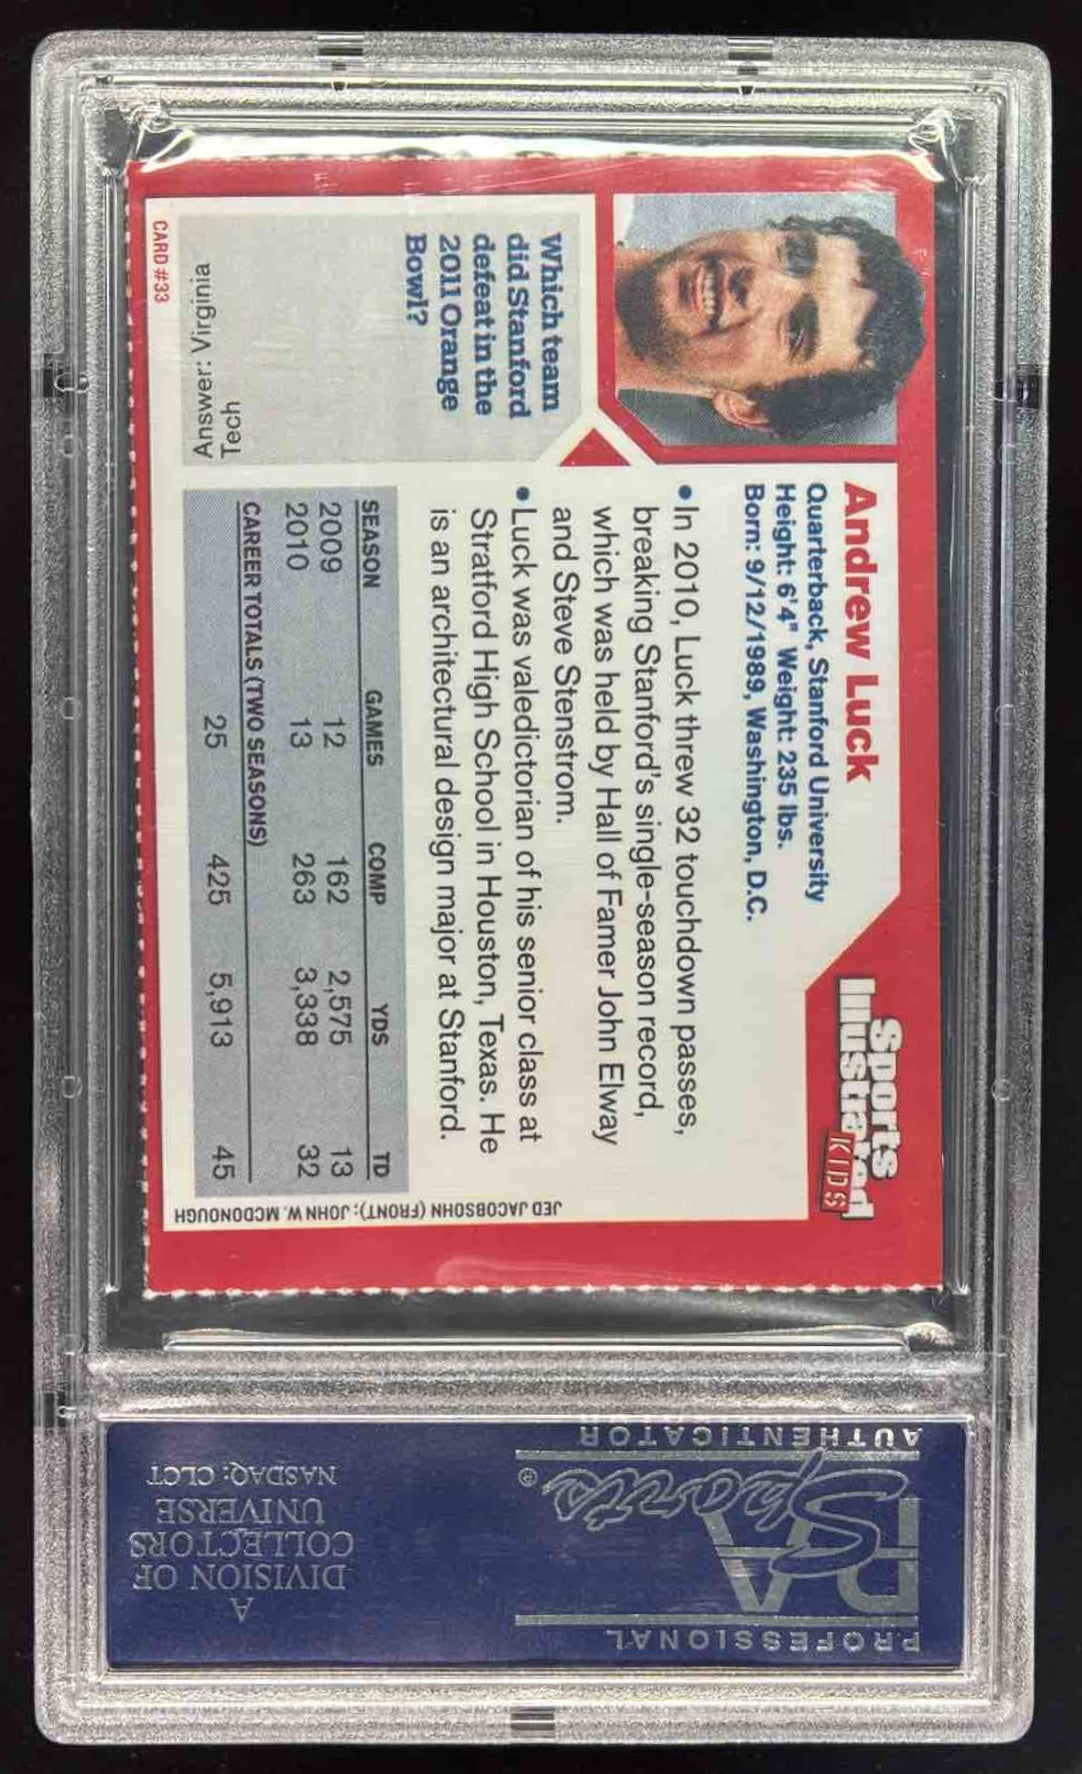 Andrew Luck
Quarterback, Stanford University
Height: 6'4" Weight: 235 lbs.
Born: 9/12/1989, Washington, D.C.
Sports
Illustrated
KIDS
• In 2010, Luck threw 32 touchdown passes,
breaking Stanford's single-season record,
which was held by Hall of Famer John Elway
and Steve Stenstrom.
• Luck was valedictorian of his senior class at
Stratford High School in Houston, Texas. He
is an architectural design major at Stanford.
Which team
did Stanford
defeat in the
2011 Orange
Bowl?
Answer: Virginia
Tech
SEASON GAMES COMP YDS TD
2009 12 162 2,575 13
2010 13 263 3,338 32
CAREER TOTALS (TWO SEASONS)
25 425 5,913 45
CARD #33
JED JACOBSOHN (FRONT); JOHN W. MCDONOUGH
PROFESSIONAL
PSA
Sports®
AUTHENTICATOR
A
DIVISION OF
COLLECTORS
UNIVERSE
NASDAQ: CLCT